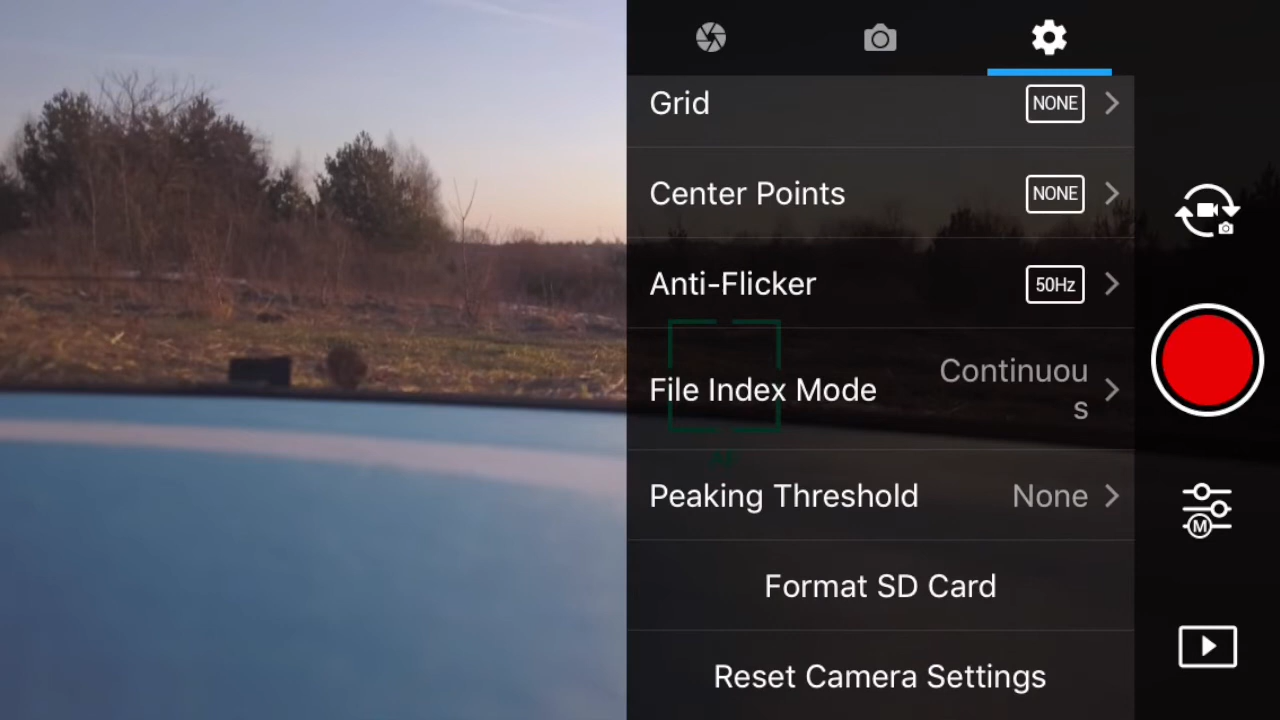 Grid
NONE
Center Points
NONE
Anti-Flicker
50Hz
File Index Mode
Continuou
s
AF
Peaking Threshold
None
M
Format SD Card
Reset Camera Settings